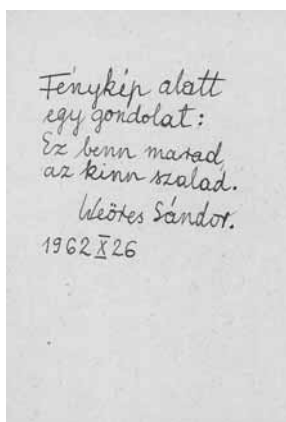 Fénykép alatt
egy gondolat:
Ez benn marad,
az kinn szalad.
Weöres Sándor.
1962 X 26